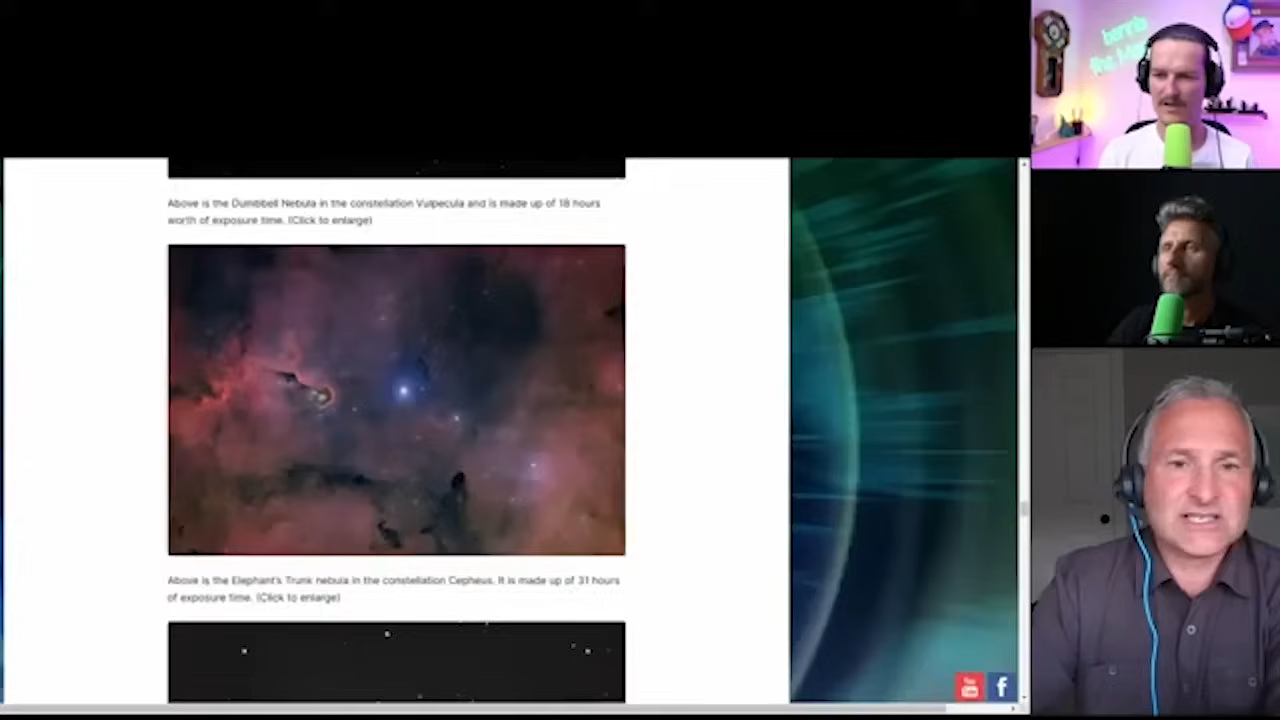 Above is the Dumbbell Nebula in the constellation Vulpecula and is made up of 18 hours
worth of exposure time. (Click to enlarge)
Above is the Elephant's Trunk nebula in the constellation Cepheus. It is made up of 31 hours
of exposure time. (Click to enlarge)
You
f